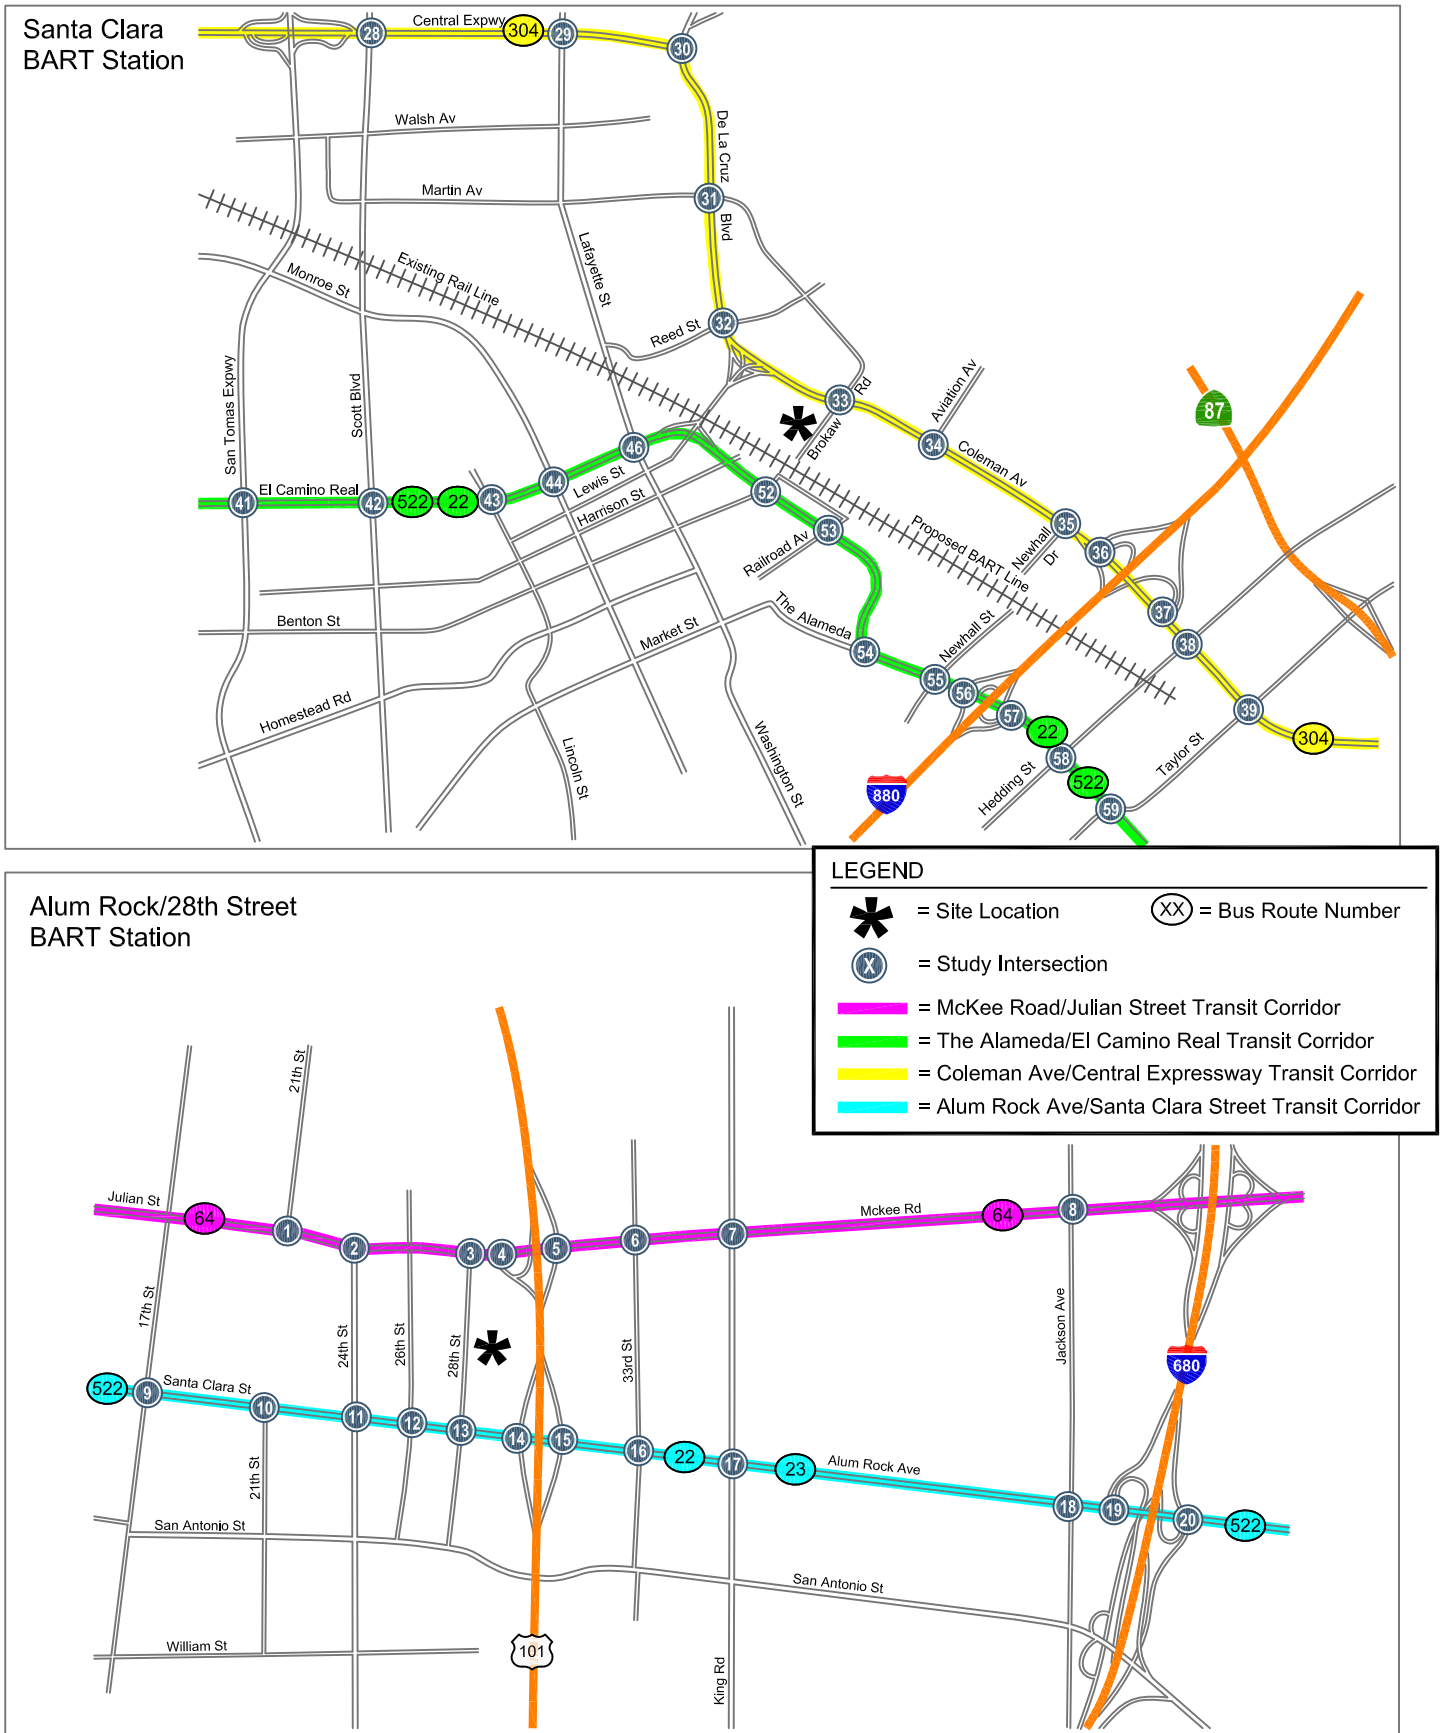 Santa Clara
BART Station
Central Expwy
304
28
29
30
Walsh Av
De La Cruz
Blvd
Martin Av
31
Lafayette St
Existing Rail Line
Monroe St
Reed St
32
San Tomas Expwy
Scott Blvd
33
Rd
Brokaw
Aviation Av
87
34
Coleman Av
46
44
Lewis St
Harrison St
El Camino Real
41
42
522
22
43
52
53
Railroad Av
Proposed BART Line
35
Newhall
Dr
36
37
38
Benton St
Market St
The Alameda
54
Newhall St
55
56
57
22
39
304
Homestead Rd
Lincoln St
Washington St
58
Hedding St
522
59
Taylor St
880
LEGEND
= Site Location
XX = Bus Route Number
X = Study Intersection
= McKee Road/Julian Street Transit Corridor
= The Alameda/El Camino Real Transit Corridor
= Coleman Ave/Central Expressway Transit Corridor
= Alum Rock Ave/Santa Clara Street Transit Corridor
Alum Rock/28th Street
BART Station
21th St
Julian St
64
1
2
3
4
5
6
7
Mckee Rd
64
8
17th St
24th St
26th St
28th St
33rd St
Jackson Ave
680
522
9
Santa Clara St
10
11
12
13
14
15
16
22
17
23
Alum Rock Ave
18
19
20
522
21th St
San Antonio St
San Antonio St
William St
101
King Rd